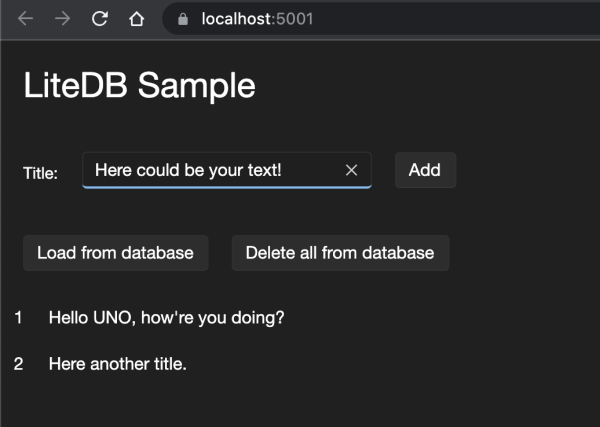 localhost:5001
LiteDB Sample
Title: Here could be your text! Add
Load from database Delete all from database
1 Hello UNO, how're you doing?
2 Here another title.